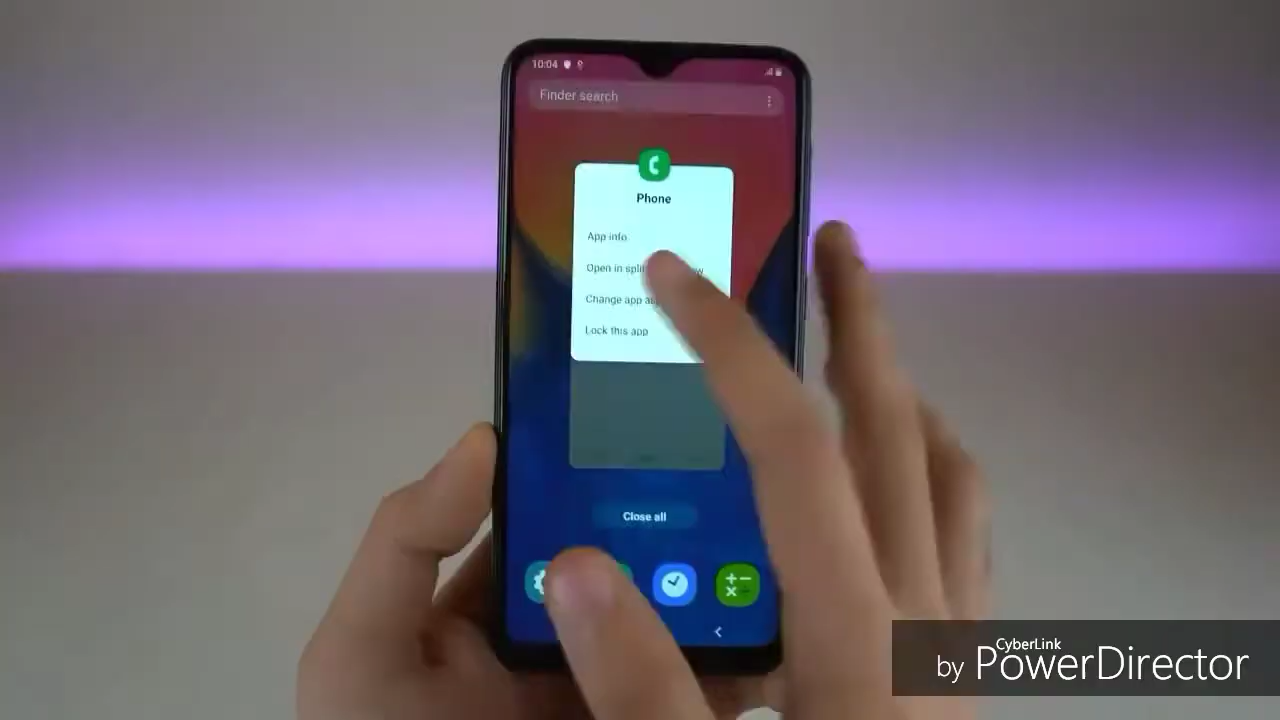 10:04
Finder search
Phone
App info
Open in spli
Change app a
Lock this app
Close all
CyberLink
by PowerDirector